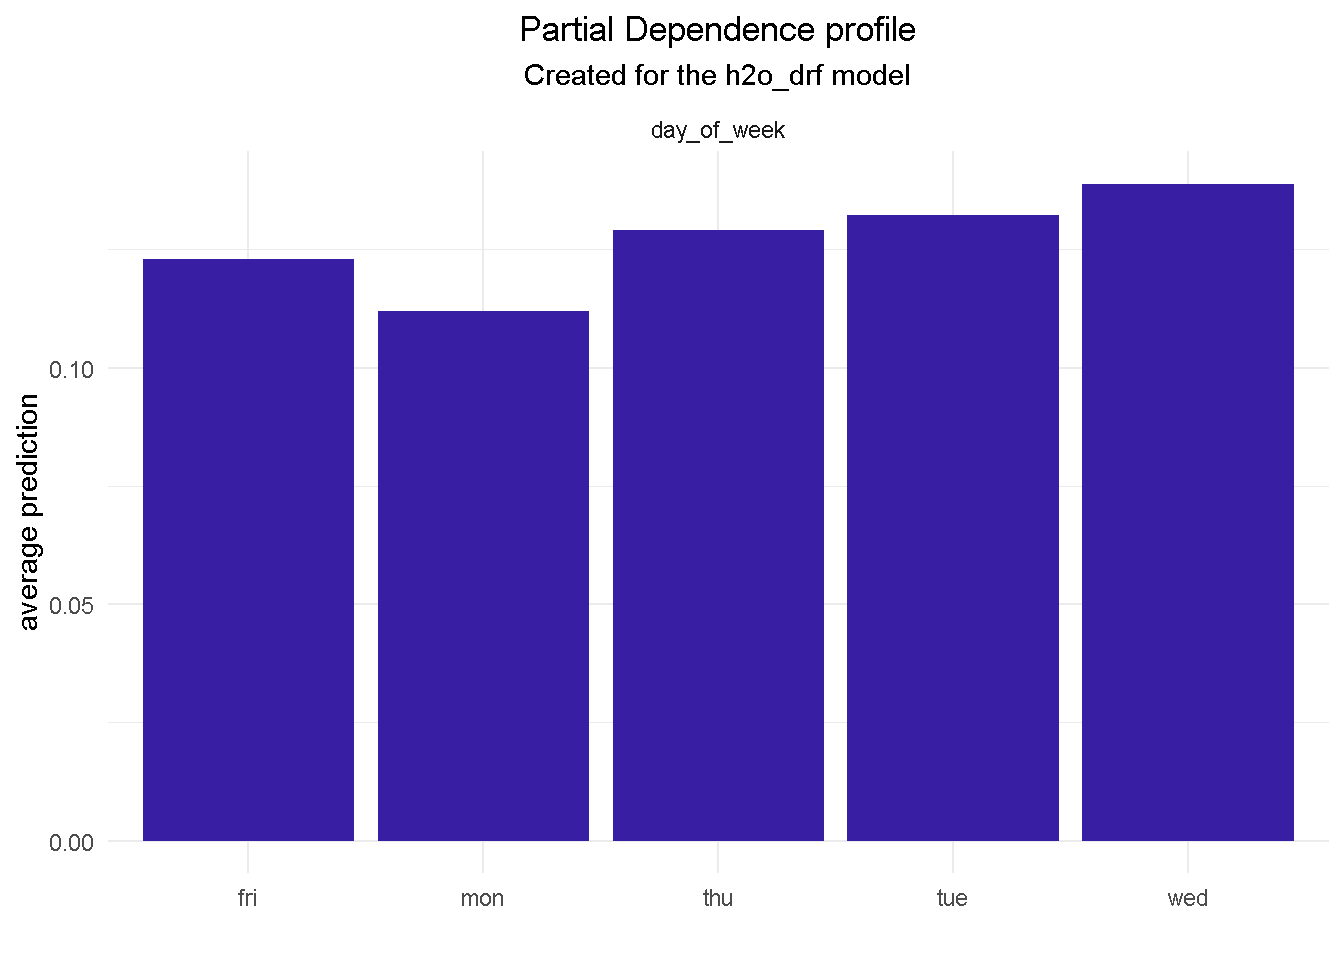 Partial Dependence profile
Created for the h2o_drf model
day_of_week
average prediction
0.10
0.05
0.00
fri mon thu tue wed